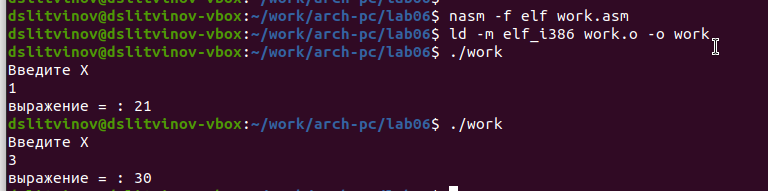 dslitvinov@dslitvinov-vbox:~/work/arch-pc/lab06$ nasm -f elf work.asm
dslitvinov@dslitvinov-vbox:~/work/arch-pc/lab06$ ld -m elf_i386 work.o -o work
dslitvinov@dslitvinov-vbox:~/work/arch-pc/lab06$ ./work
Введите X
1
выражение = : 21
dslitvinov@dslitvinov-vbox:~/work/arch-pc/lab06$ ./work
Введите X
3
выражение = : 30
dslitvinov@dslitvinov-vbox:~/work/arch-pc/lab06$